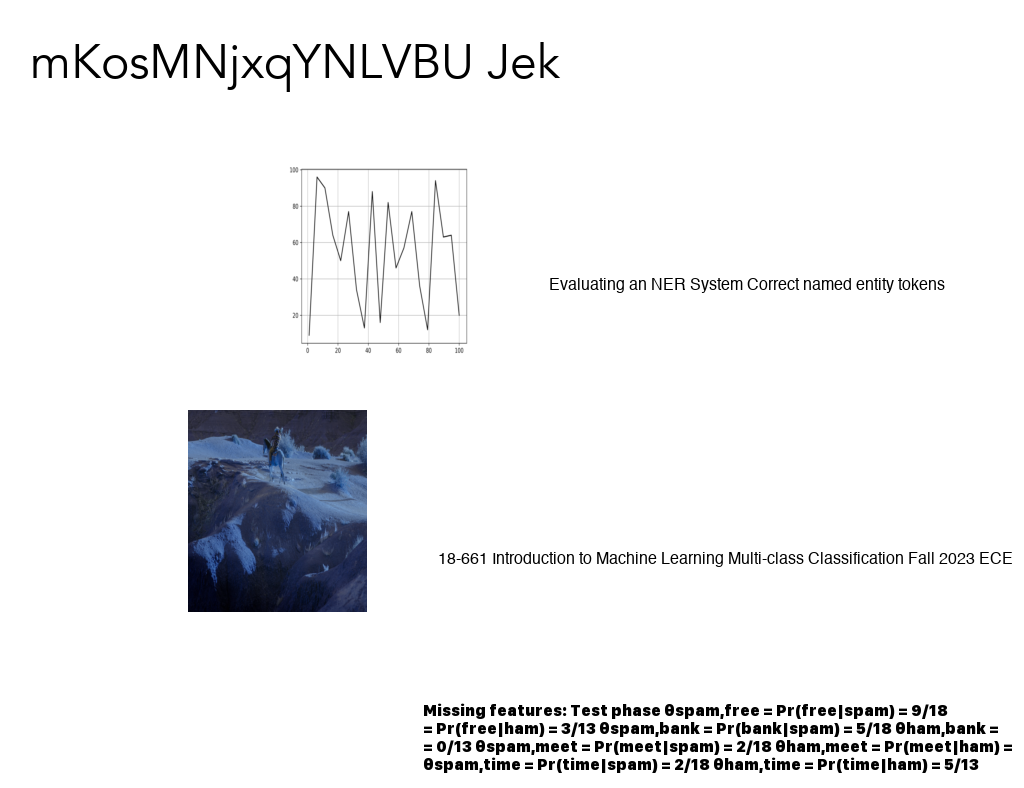 mKosMNjxqYNLVBU Jek
100
80
60
40
20
0 20 40 60 80 100
Evaluating an NER System Correct named entity tokens
18-661 Introduction to Machine Learning Multi-class Classification Fall 2023 ECE
Missing features: Test phase θspam,free = Pr(free|spam) = 9/18
= Pr(free|ham) = 3/13 θspam,bank = Pr(bank|spam) = 5/18 θham,bank =
= 0/13 θspam,meet = Pr(meet|spam) = 2/18 θham,meet = Pr(meet|ham) =
θspam,time = Pr(time|spam) = 2/18 θham,time = Pr(time|ham) = 5/13